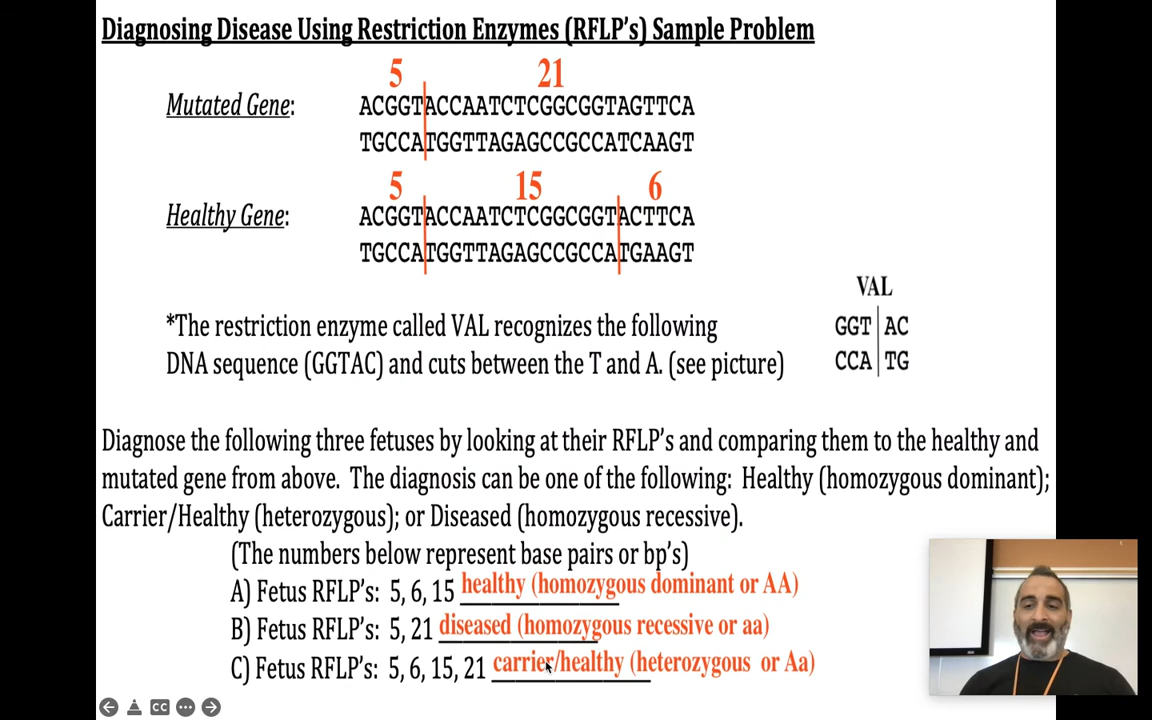 Diagnosing Disease Using Restriction Enzymes (RFLP's) Sample Problem
5 21
Mutated Gene: ACGGTACCAATCTCGGCGGTAGTTCA
TGCCATGGTTAGAGCCGCCATCAAGT
5 15 6
Healthy Gene: ACGGTACCAATCTCGGCGGTACTTCA
TGCCATGGTTAGAGCCGCCATGAAGT
VAL
*The restriction enzyme called VAL recognizes the following GGT AC
DNA sequence (GGTAC) and cuts between the T and A. (see picture) CCA TG
Diagnose the following three fetuses by looking at their RFLP's and comparing them to the healthy and
mutated gene from above. The diagnosis can be one of the following: Healthy (homozygous dominant);
Carrier/Healthy (heterozygous); or Diseased (homozygous recessive).
(The numbers below represent base pairs or bp's)
A) Fetus RFLP's: 5, 6, 15 healthy (homozygous dominant or AA)
B) Fetus RFLP's: 5, 21 diseased (homozygous recessive or aa)
C) Fetus RFLP's: 5, 6, 15, 21 carrier/healthy (heterozygous or Aa)
CC